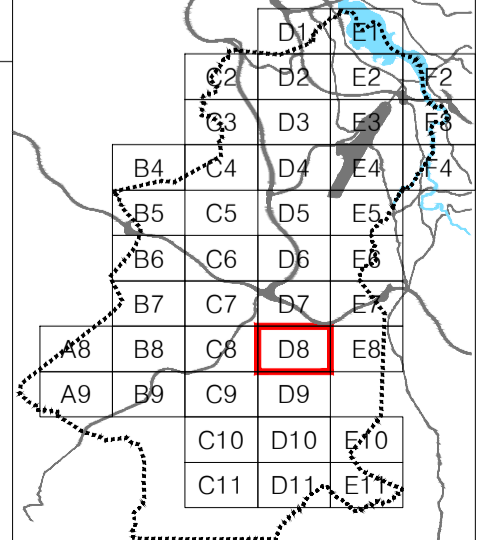 D1 E1
C2 D2 E2 F2
C3 D3 E3 F3
B4 C4 D4 E4 F4
B5 C5 D5 E5
B6 C6 D6 E6
B7 C7 D7 E7
A8 B8 C8 D8 E8
A9 B9 C9 D9
C10 D10 E10
C11 D11 E11